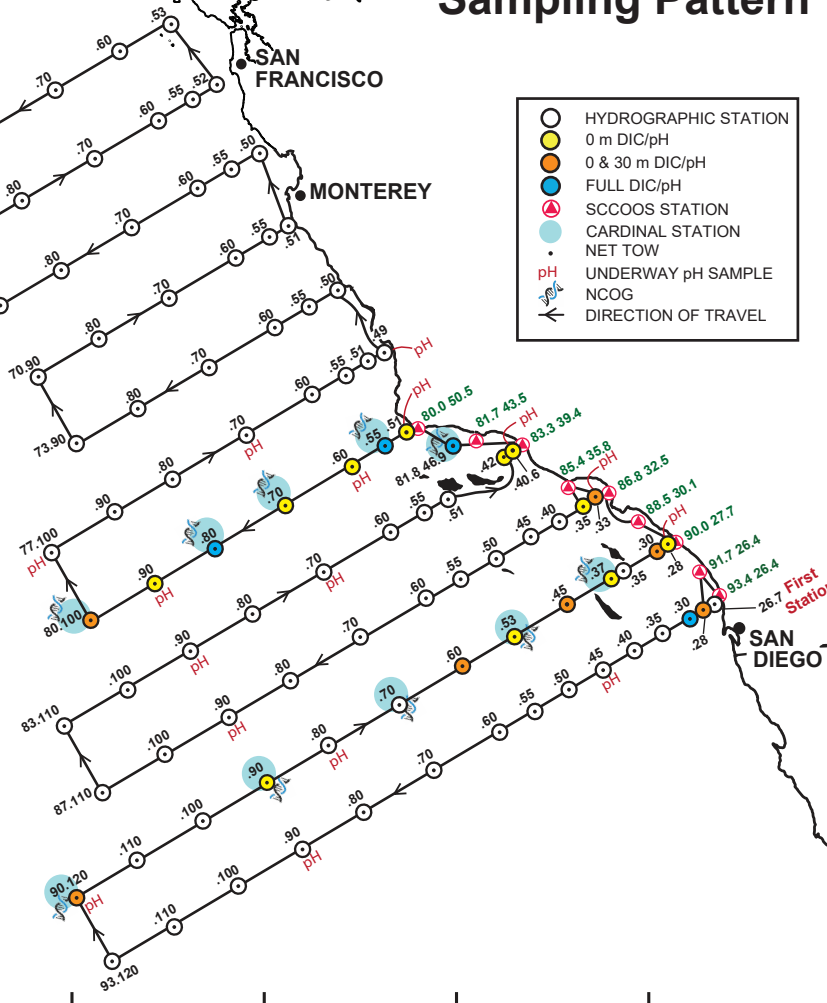 Sampling Pattern
.53
.60
.70
SAN
FRANCISCO
.52
.55
.60
.70
.80
HYDROGRAPHIC STATION
0 m DIC/pH
0 & 30 m DIC/pH
FULL DIC/pH
SCCOOS STATION
CARDINAL STATION
NET TOW
pH UNDERWAY pH SAMPLE
NCOG
DIRECTION OF TRAVEL
.50
.55
.60
.70
.80
MONTEREY
.51
.55
.60
.70
.80
70.90
.50
.55
.60
.70
.80
73.90
.49
pH
.51
.55
.60
.70
pH
.80
.90
77.100
pH
pH
80.0 50.5
.51
.55
.60
pH
.70
.80
.90
pH
80.100
81.8 46.9
81.7 43.5
pH
83.3 39.4
.42
.40.6
.51
.55
.60
.70
pH
.80
.90
pH
.100
83.110
85.4 35.8
pH
86.8 32.5
.33
.35
.40
.45
.50
.55
.60
.70
.80
.90
pH
.100
87.110
88.5 30.1
pH
90.0 27.7
.28
.30
.35
.37
.45
.53
.60
.70
.80
pH
.90
.100
.110
90.120
pH
91.7 26.4
93.4 26.4
First
Station
26.7
SAN
DIEGO
.28
.30
.35
.40
.45
pH
.50
.55
.60
.70
.80
.90
pH
.100
.110
93.120